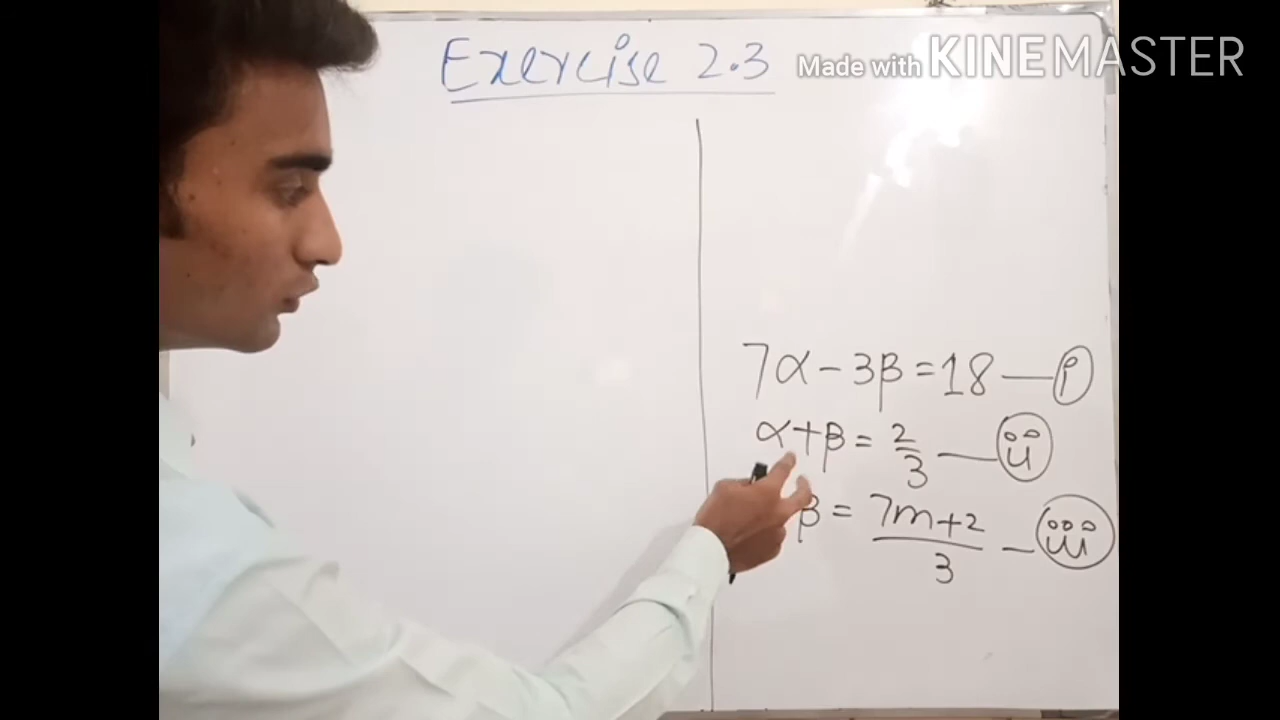 Exercise 2.3
Made with KINEMASTER
7α - 3β = 18 — (i)
α + β = 2/3 — (ii)
β = 7m+2/3 — (iii)